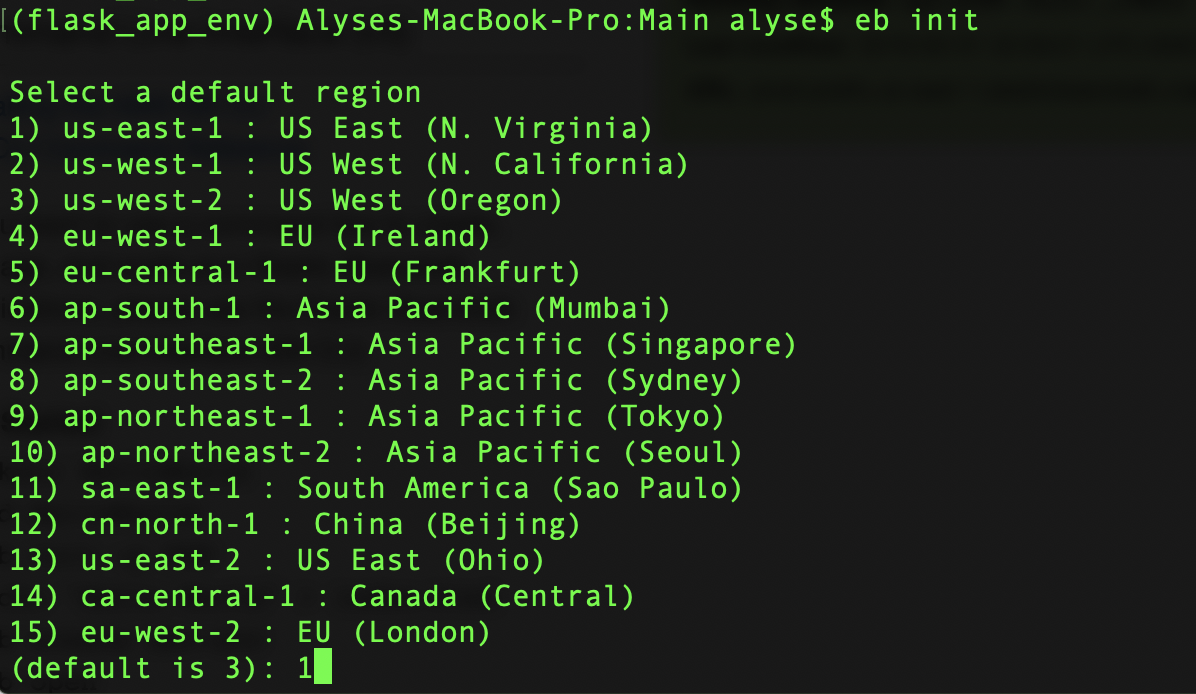 [(flask_app_env) Alyses-MacBook-Pro:Main alyse$ eb init
Select a default region
1) us-east-1 : US East (N. Virginia)
2) us-west-1 : US West (N. California)
3) us-west-2 : US West (Oregon)
4) eu-west-1 : EU (Ireland)
5) eu-central-1 : EU (Frankfurt)
6) ap-south-1 : Asia Pacific (Mumbai)
7) ap-southeast-1 : Asia Pacific (Singapore)
8) ap-southeast-2 : Asia Pacific (Sydney)
9) ap-northeast-1 : Asia Pacific (Tokyo)
10) ap-northeast-2 : Asia Pacific (Seoul)
11) sa-east-1 : South America (Sao Paulo)
12) cn-north-1 : China (Beijing)
13) us-east-2 : US East (Ohio)
14) ca-central-1 : Canada (Central)
15) eu-west-2 : EU (London)
(default is 3): 1